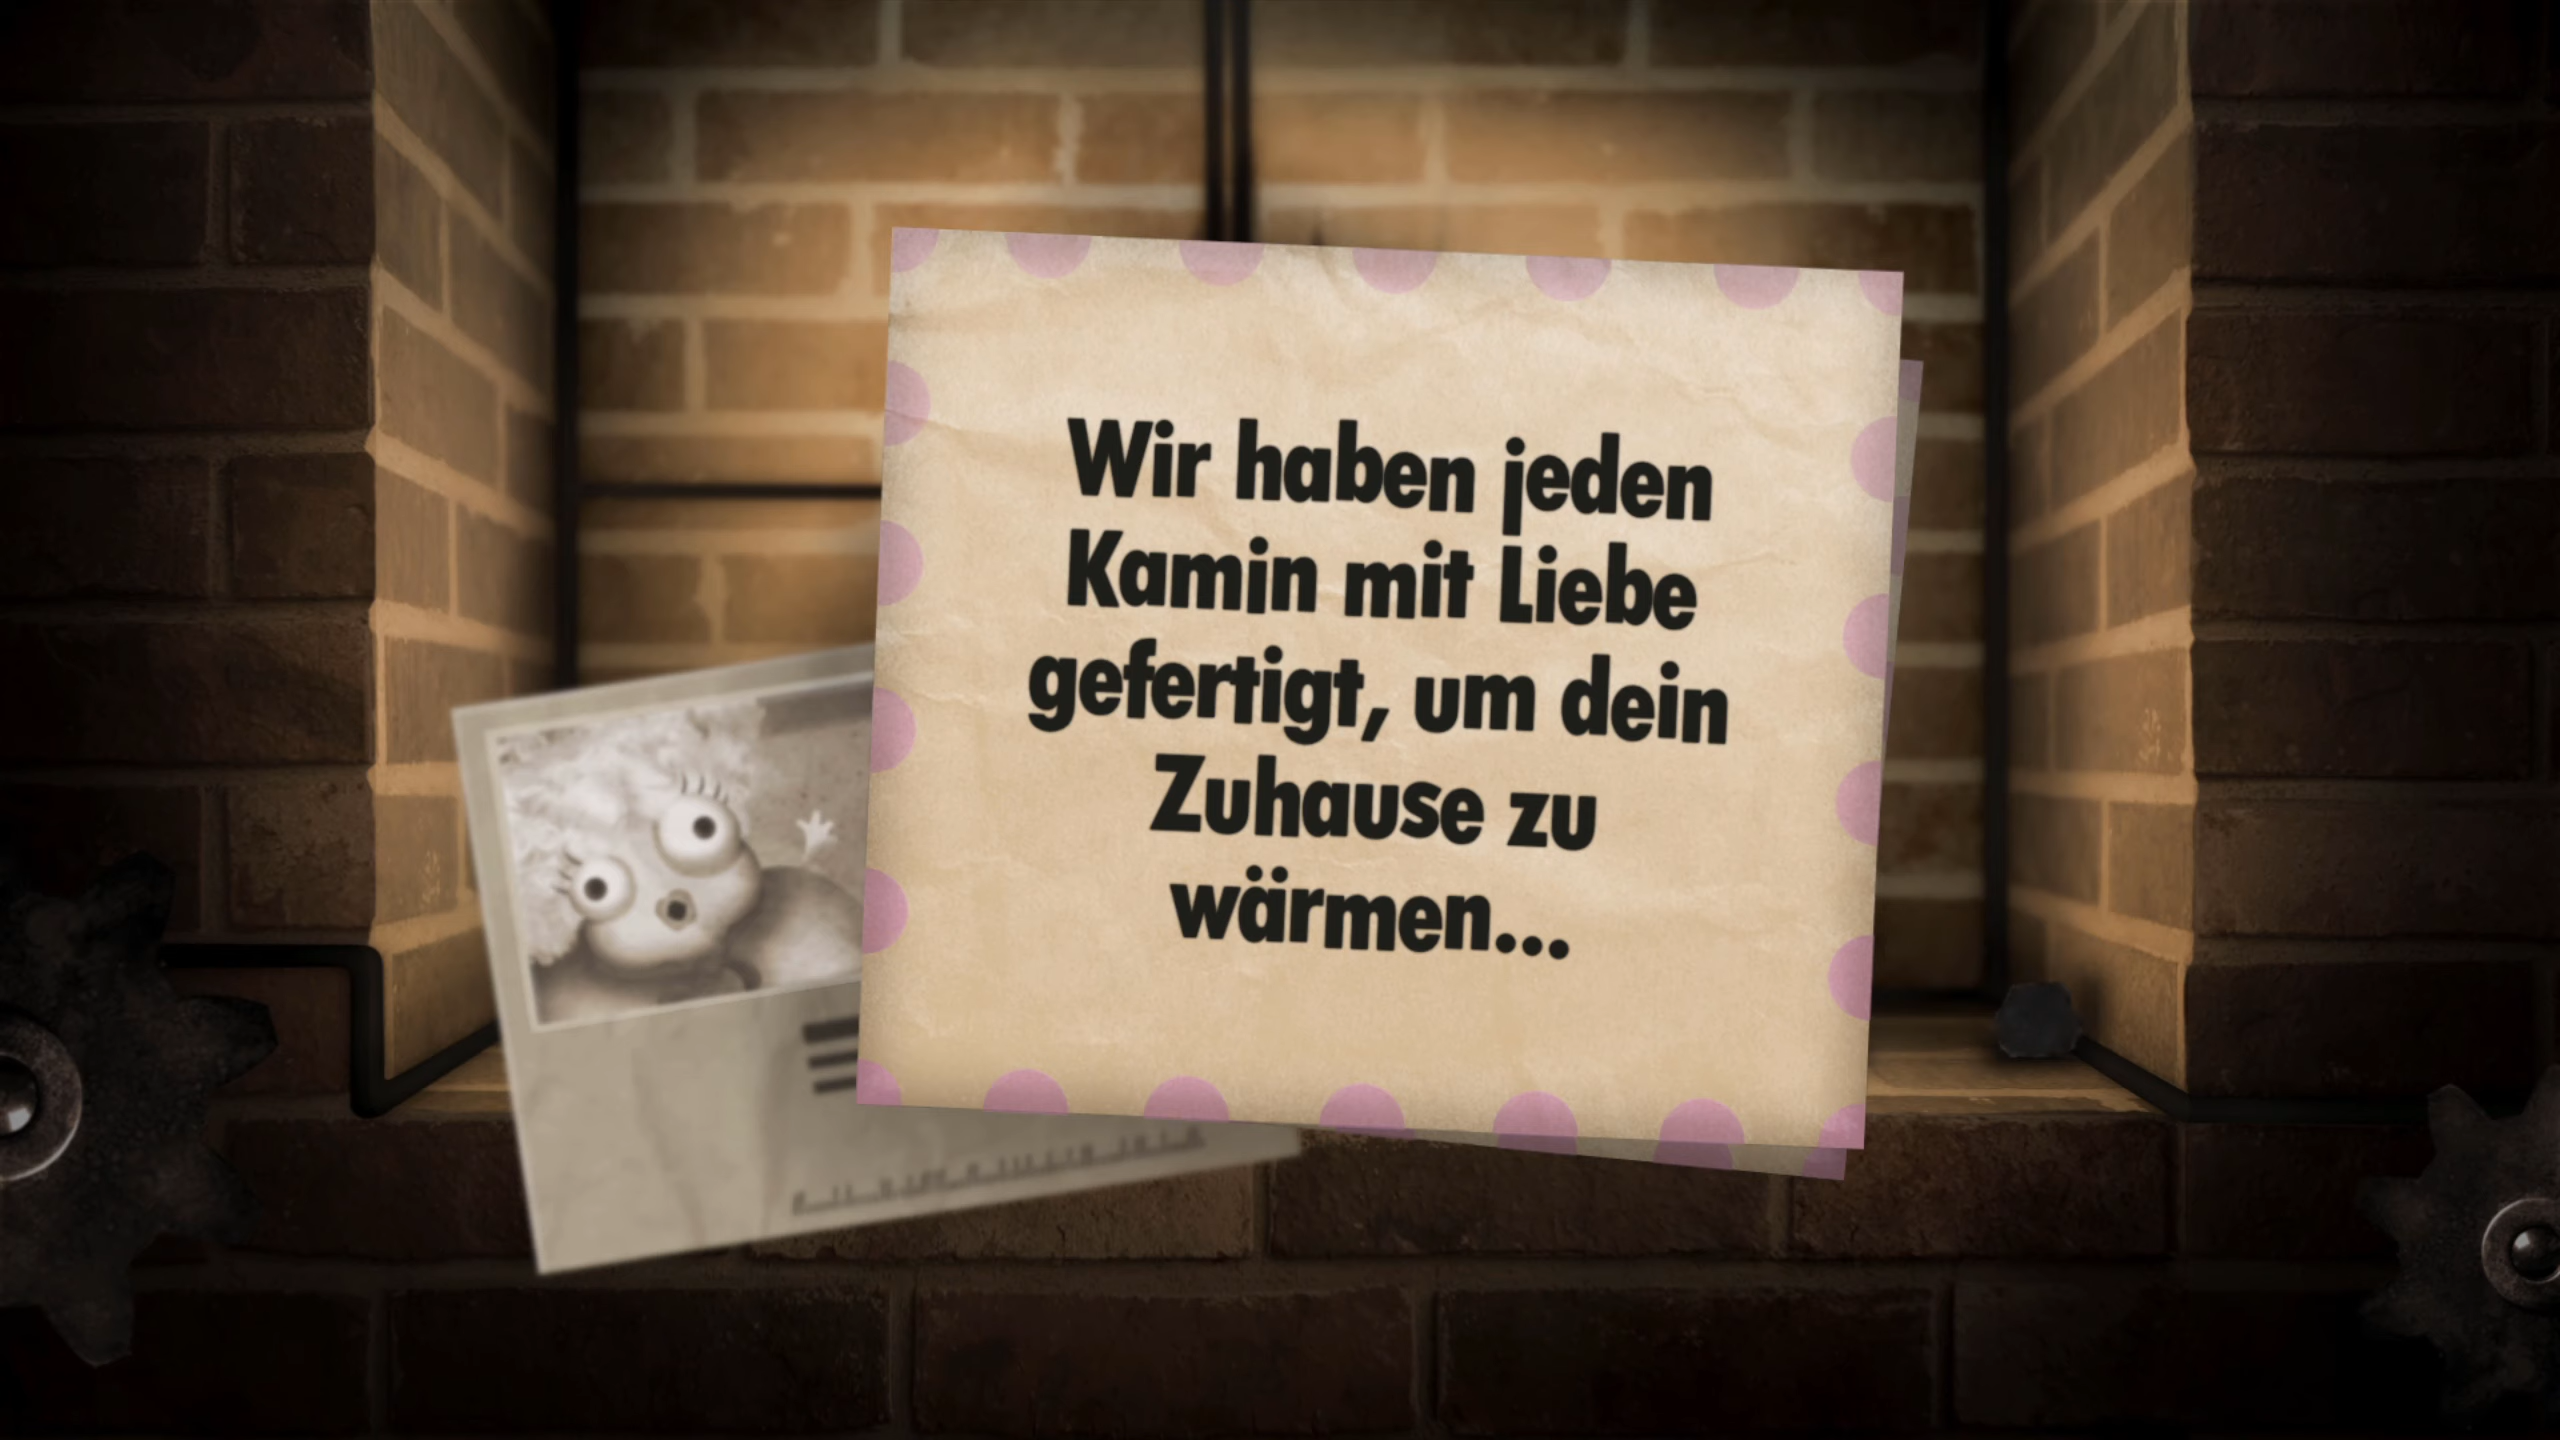 Wir haben jeden
Kamin mit Liebe
gefertigt, um dein
Zuhause zu
wärmen...